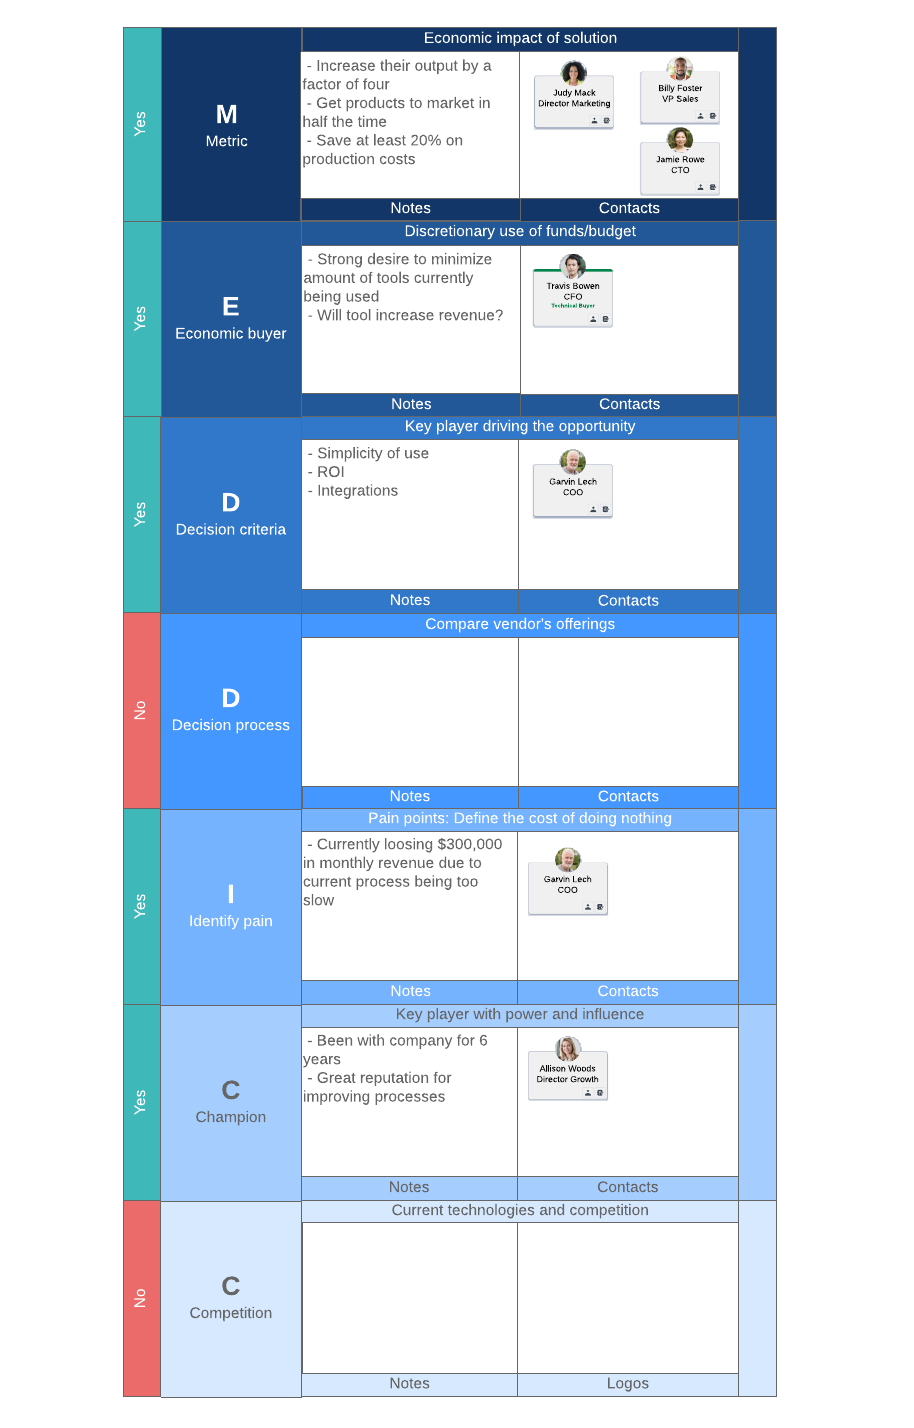 Economic impact of solution
Yes
M
Metric
- Increase their output by a
factor of four
- Get products to market in
half the time
- Save at least 20% on
production costs
Judy Mack
Director Marketing
Billy Foster
VP Sales
Jamie Rowe
CTO
Notes
Contacts
Discretionary use of funds/budget
Yes
E
Economic buyer
- Strong desire to minimize
amount of tools currently
being used
- Will tool increase revenue?
Travis Bowen
CFO
Technical Buyer
Notes
Contacts
Key player driving the opportunity
Yes
D
Decision criteria
- Simplicity of use
- ROI
- Integrations
Garvin Lech
COO
Notes
Contacts
Compare vendor's offerings
No
D
Decision process
Notes
Contacts
Pain points: Define the cost of doing nothing
Yes
I
Identify pain
- Currently loosing $300,000
in monthly revenue due to
current process being too
slow
Garvin Lech
COO
Notes
Contacts
Key player with power and influence
Yes
C
Champion
- Been with company for 6
years
- Great reputation for
improving processes
Allison Woods
Director Growth
Notes
Contacts
Current technologies and competition
No
C
Competition
Notes
Logos